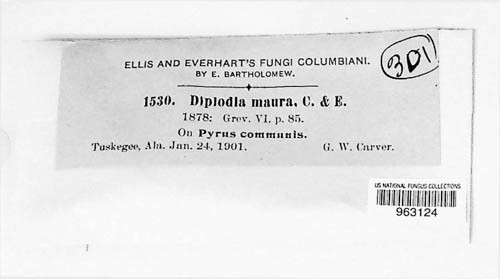 ELLIS AND EVERHART'S FUNGI COLUMBIANI.
BY E. BARTHOLOMEW.
301
1530. Diplodia maura, C. & E.
1878: Grev. VI. p. 85.
On Pyrus communis.
Tuskegee, Ala. Jan. 24, 1901. G. W. Carver.
US NATIONAL FUNGUS COLLECTIONS
963124